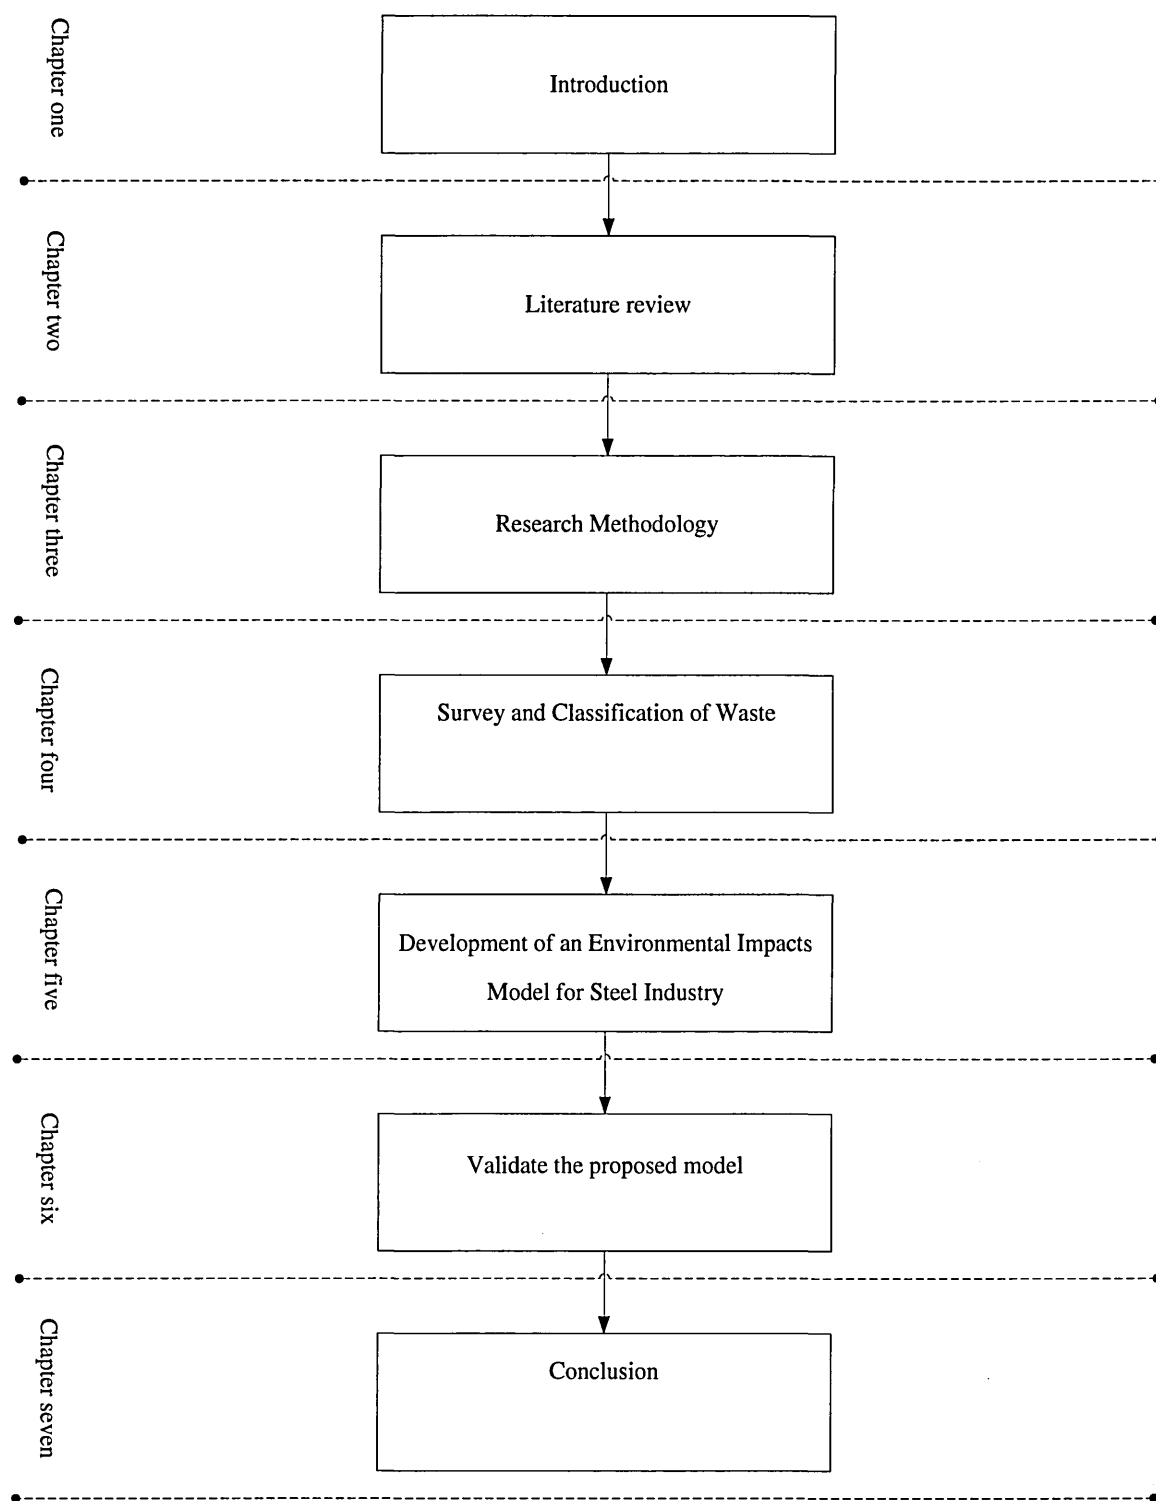 Chapter one
Introduction
Chapter two
Literature review
Chapter three
Research Methodology
Chapter four
Survey and Classification of Waste
Chapter five
Development of an Environmental Impacts
Model for Steel Industry
Chapter six
Validate the proposed model
Chapter seven
Conclusion